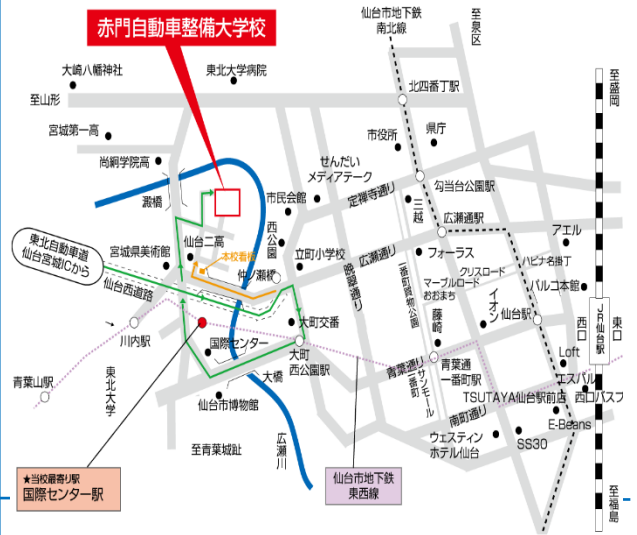 赤門自動車整備大学校
仙台市地下鉄
南北線
至泉区
至盛岡
大崎八幡神社
東北大学病院
至山形
北四番丁駅
宮城第一高
市役所
県庁
尚絅学院高
せんだい
メディアテーク
勾当台公園駅
澱橋
市民会館
定禅寺通り
三越
広瀬通駅
西公園
東北自動車道
仙台宮城ICから
宮城県美術館
仙台二高
本校看板
立町小学校
広瀬通り
フォーラス
アエル
仲ノ瀬橋
晩翠通り
一番町買物公園
クリスロード
ハピナ名掛丁
マーブルロード
おおまち
パルコ本館
仙台西道路
イオン
仙台駅
西口
JR仙台駅
東口
大町交番
藤崎
川内駅
国際センター
大町
西公園駅
青葉通り
青葉通
一番町駅
Loft
エスパル
青葉山駅
東北大学
大橋
サンモール
一番町
TSUTAYA仙台駅前店
西口バスプ
仙台市博物館
南町通り
E-Beans
至青葉城趾
広瀬川
ウェスティン
ホテル仙台
SS30
★当校最寄り駅
国際センター駅
仙台市地下鉄
東西線
至福島